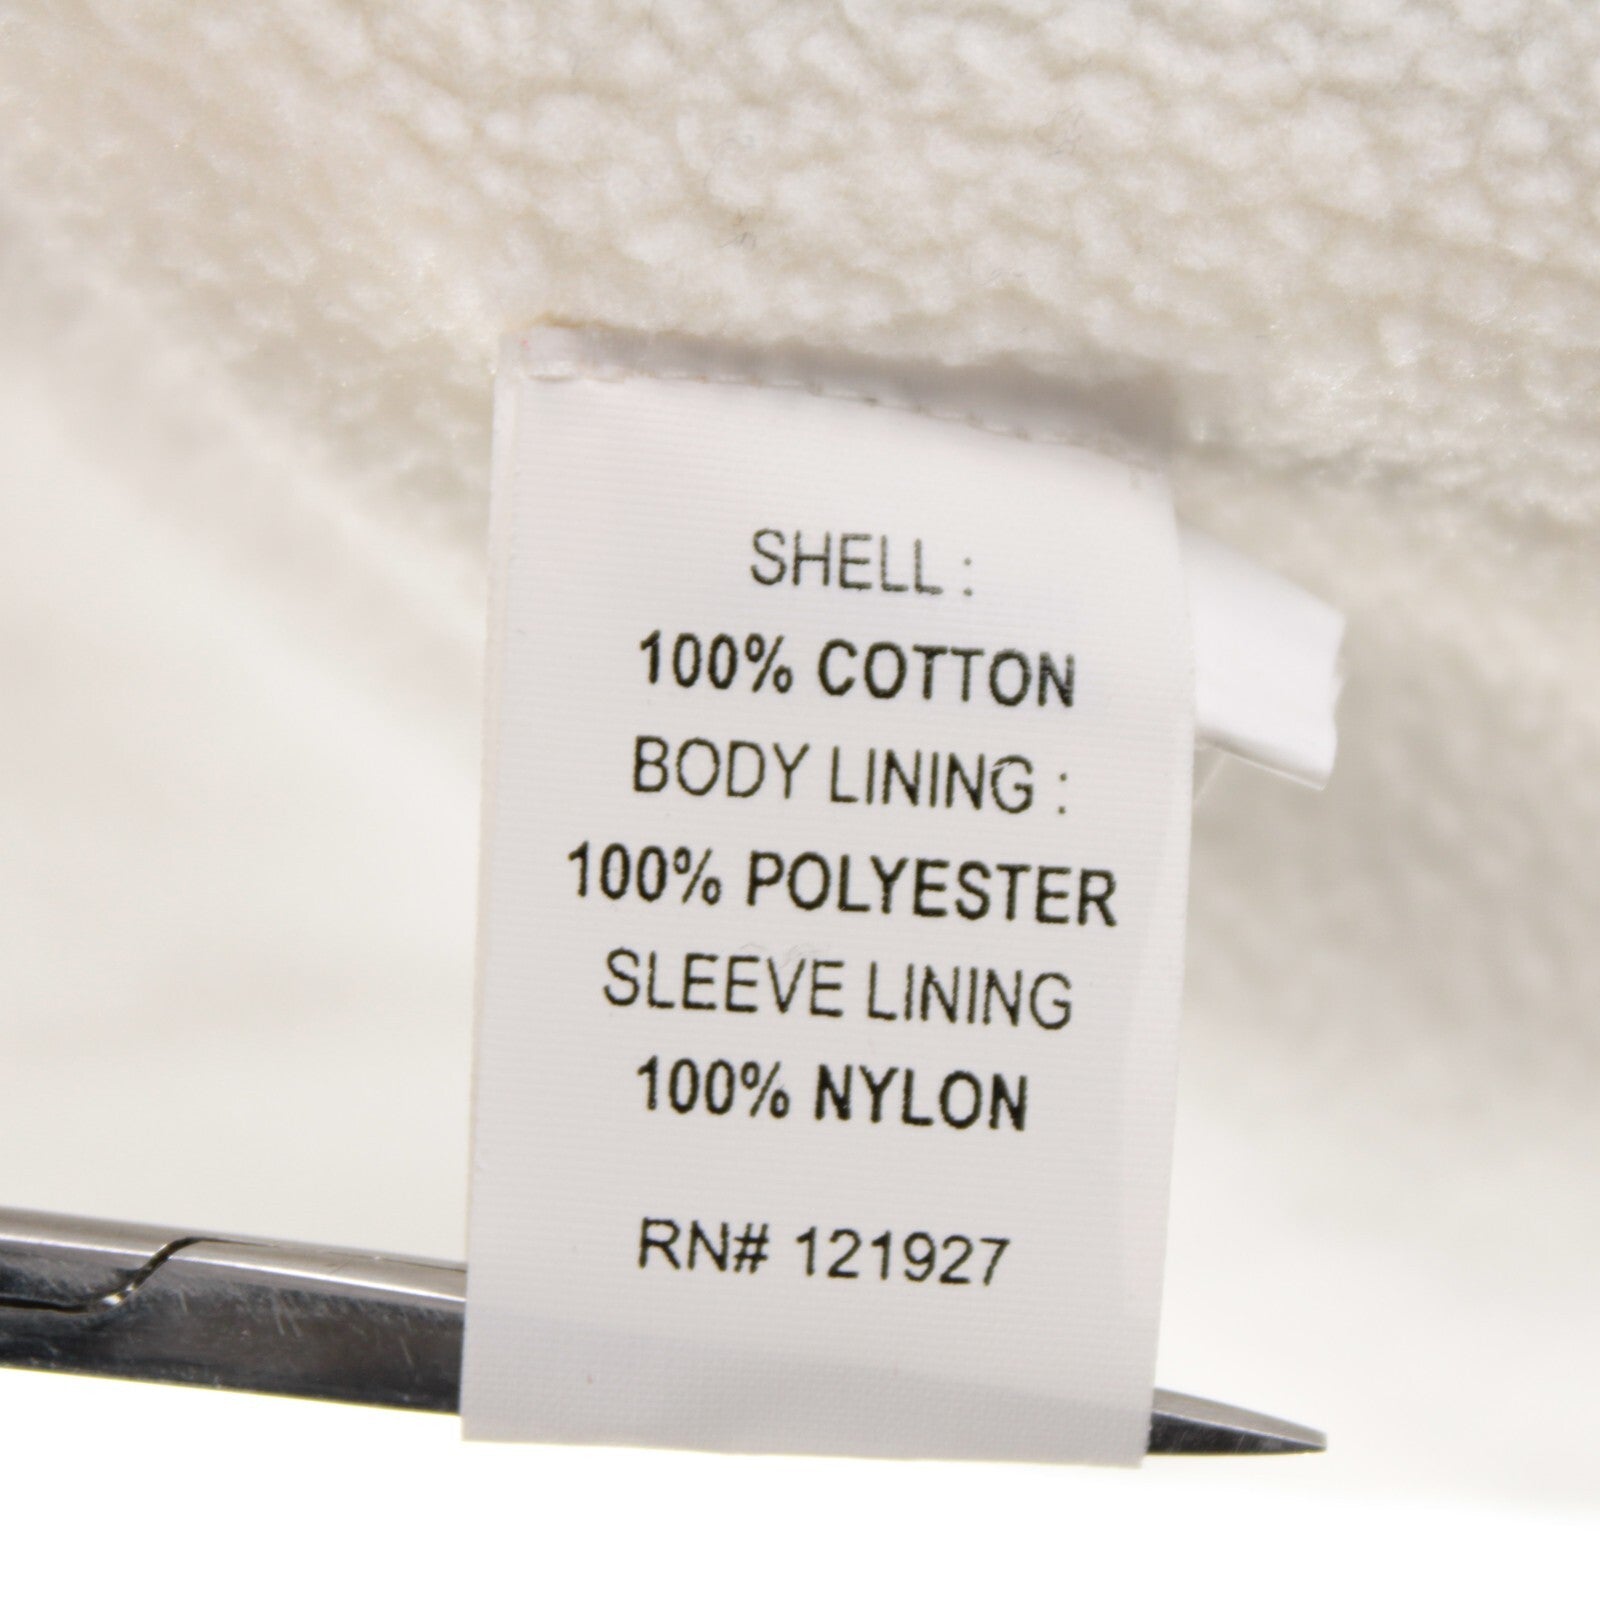 SHELL :
100% COTTON
BODY LINING :
100% POLYESTER
SLEEVE LINING
100% NYLON
RN# 121927